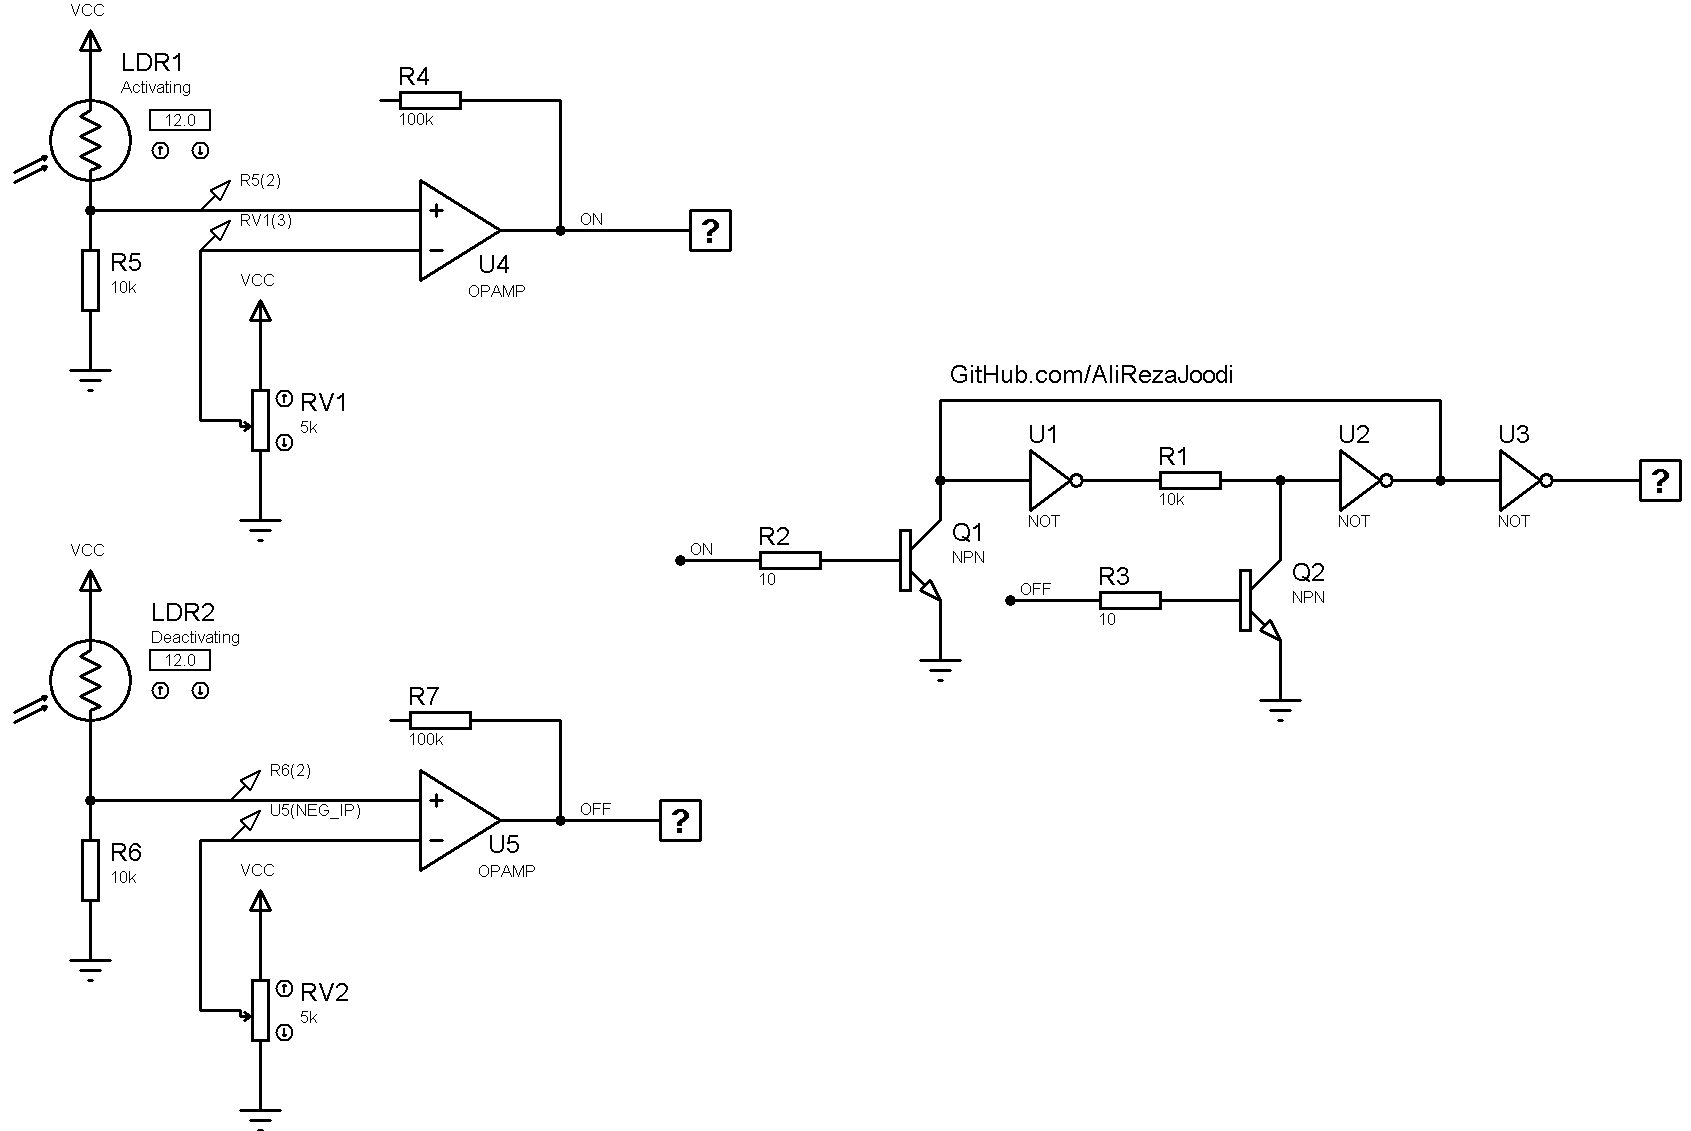 VCC
LDR1
Activating
12.0
R4
100k
R5(2)
RV1(3)
+
−
ON
?
U4
OPAMP
R5
10k
VCC
RV1
5k
GitHub.com/AliRezaJoodi
U1
NOT
R1
10k
U2
NOT
U3
NOT
?
ON
R2
10
Q1
NPN
OFF
R3
10
Q2
NPN
VCC
LDR2
Deactivating
12.0
R7
100k
R6(2)
U5(NEG_IP)
+
−
OFF
?
U5
OPAMP
R6
10k
VCC
RV2
5k